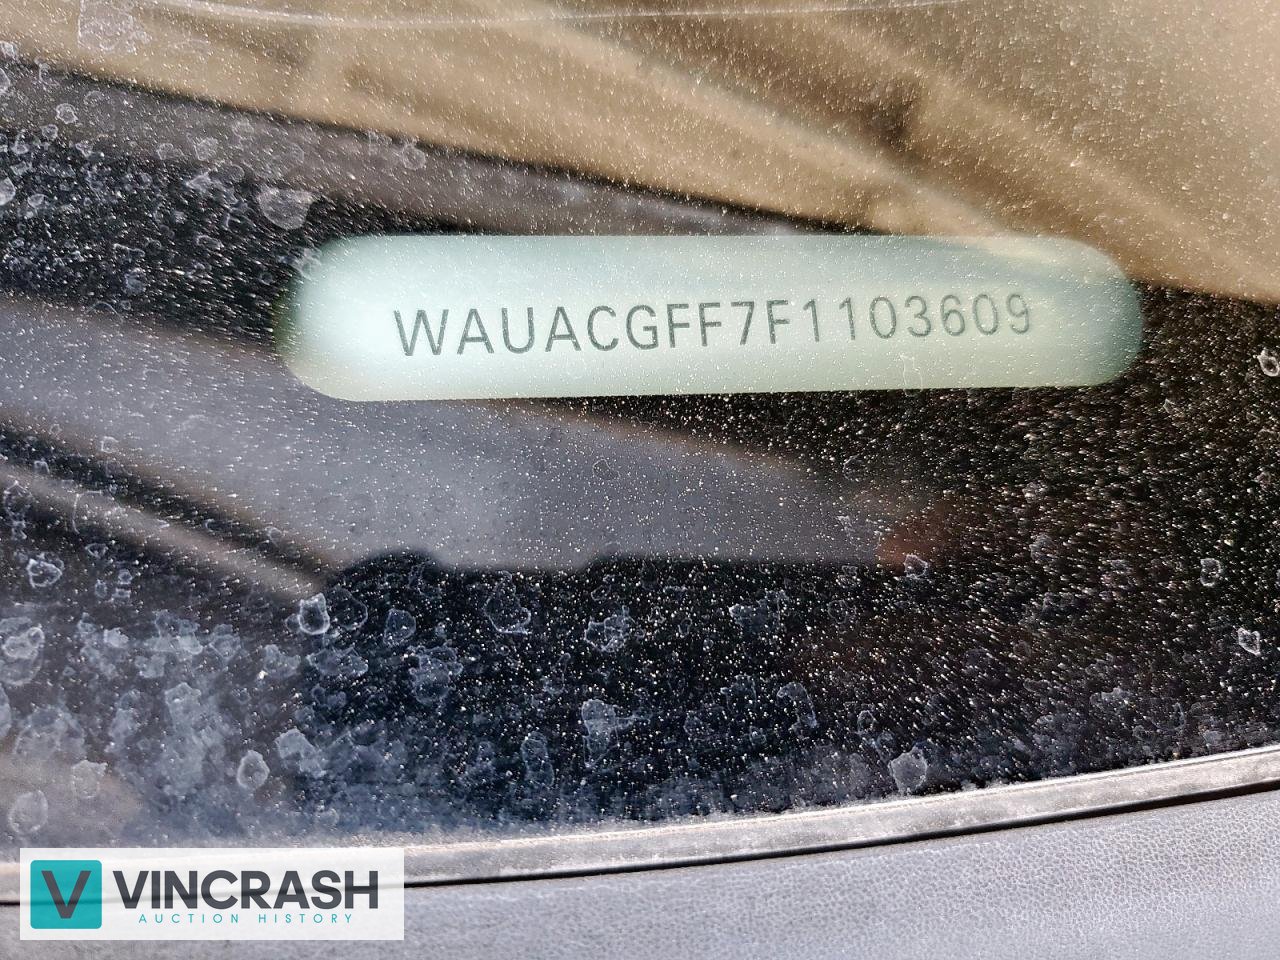 WAUACGFF7F1103609
V VINCRASH
AUCTION HISTORY